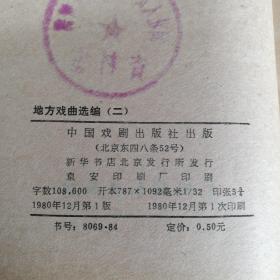 地方戏曲选编（二）
中国戏剧出版社出版
（北京东四八条52号）
新华书店北京发行所发行
泉安印刷厂印刷
字数108,600 开本787×1092毫米1/32 印张3¾
1980年12月第1版 1980年12月第1次印刷
书号：8069·84 定价：0.50元